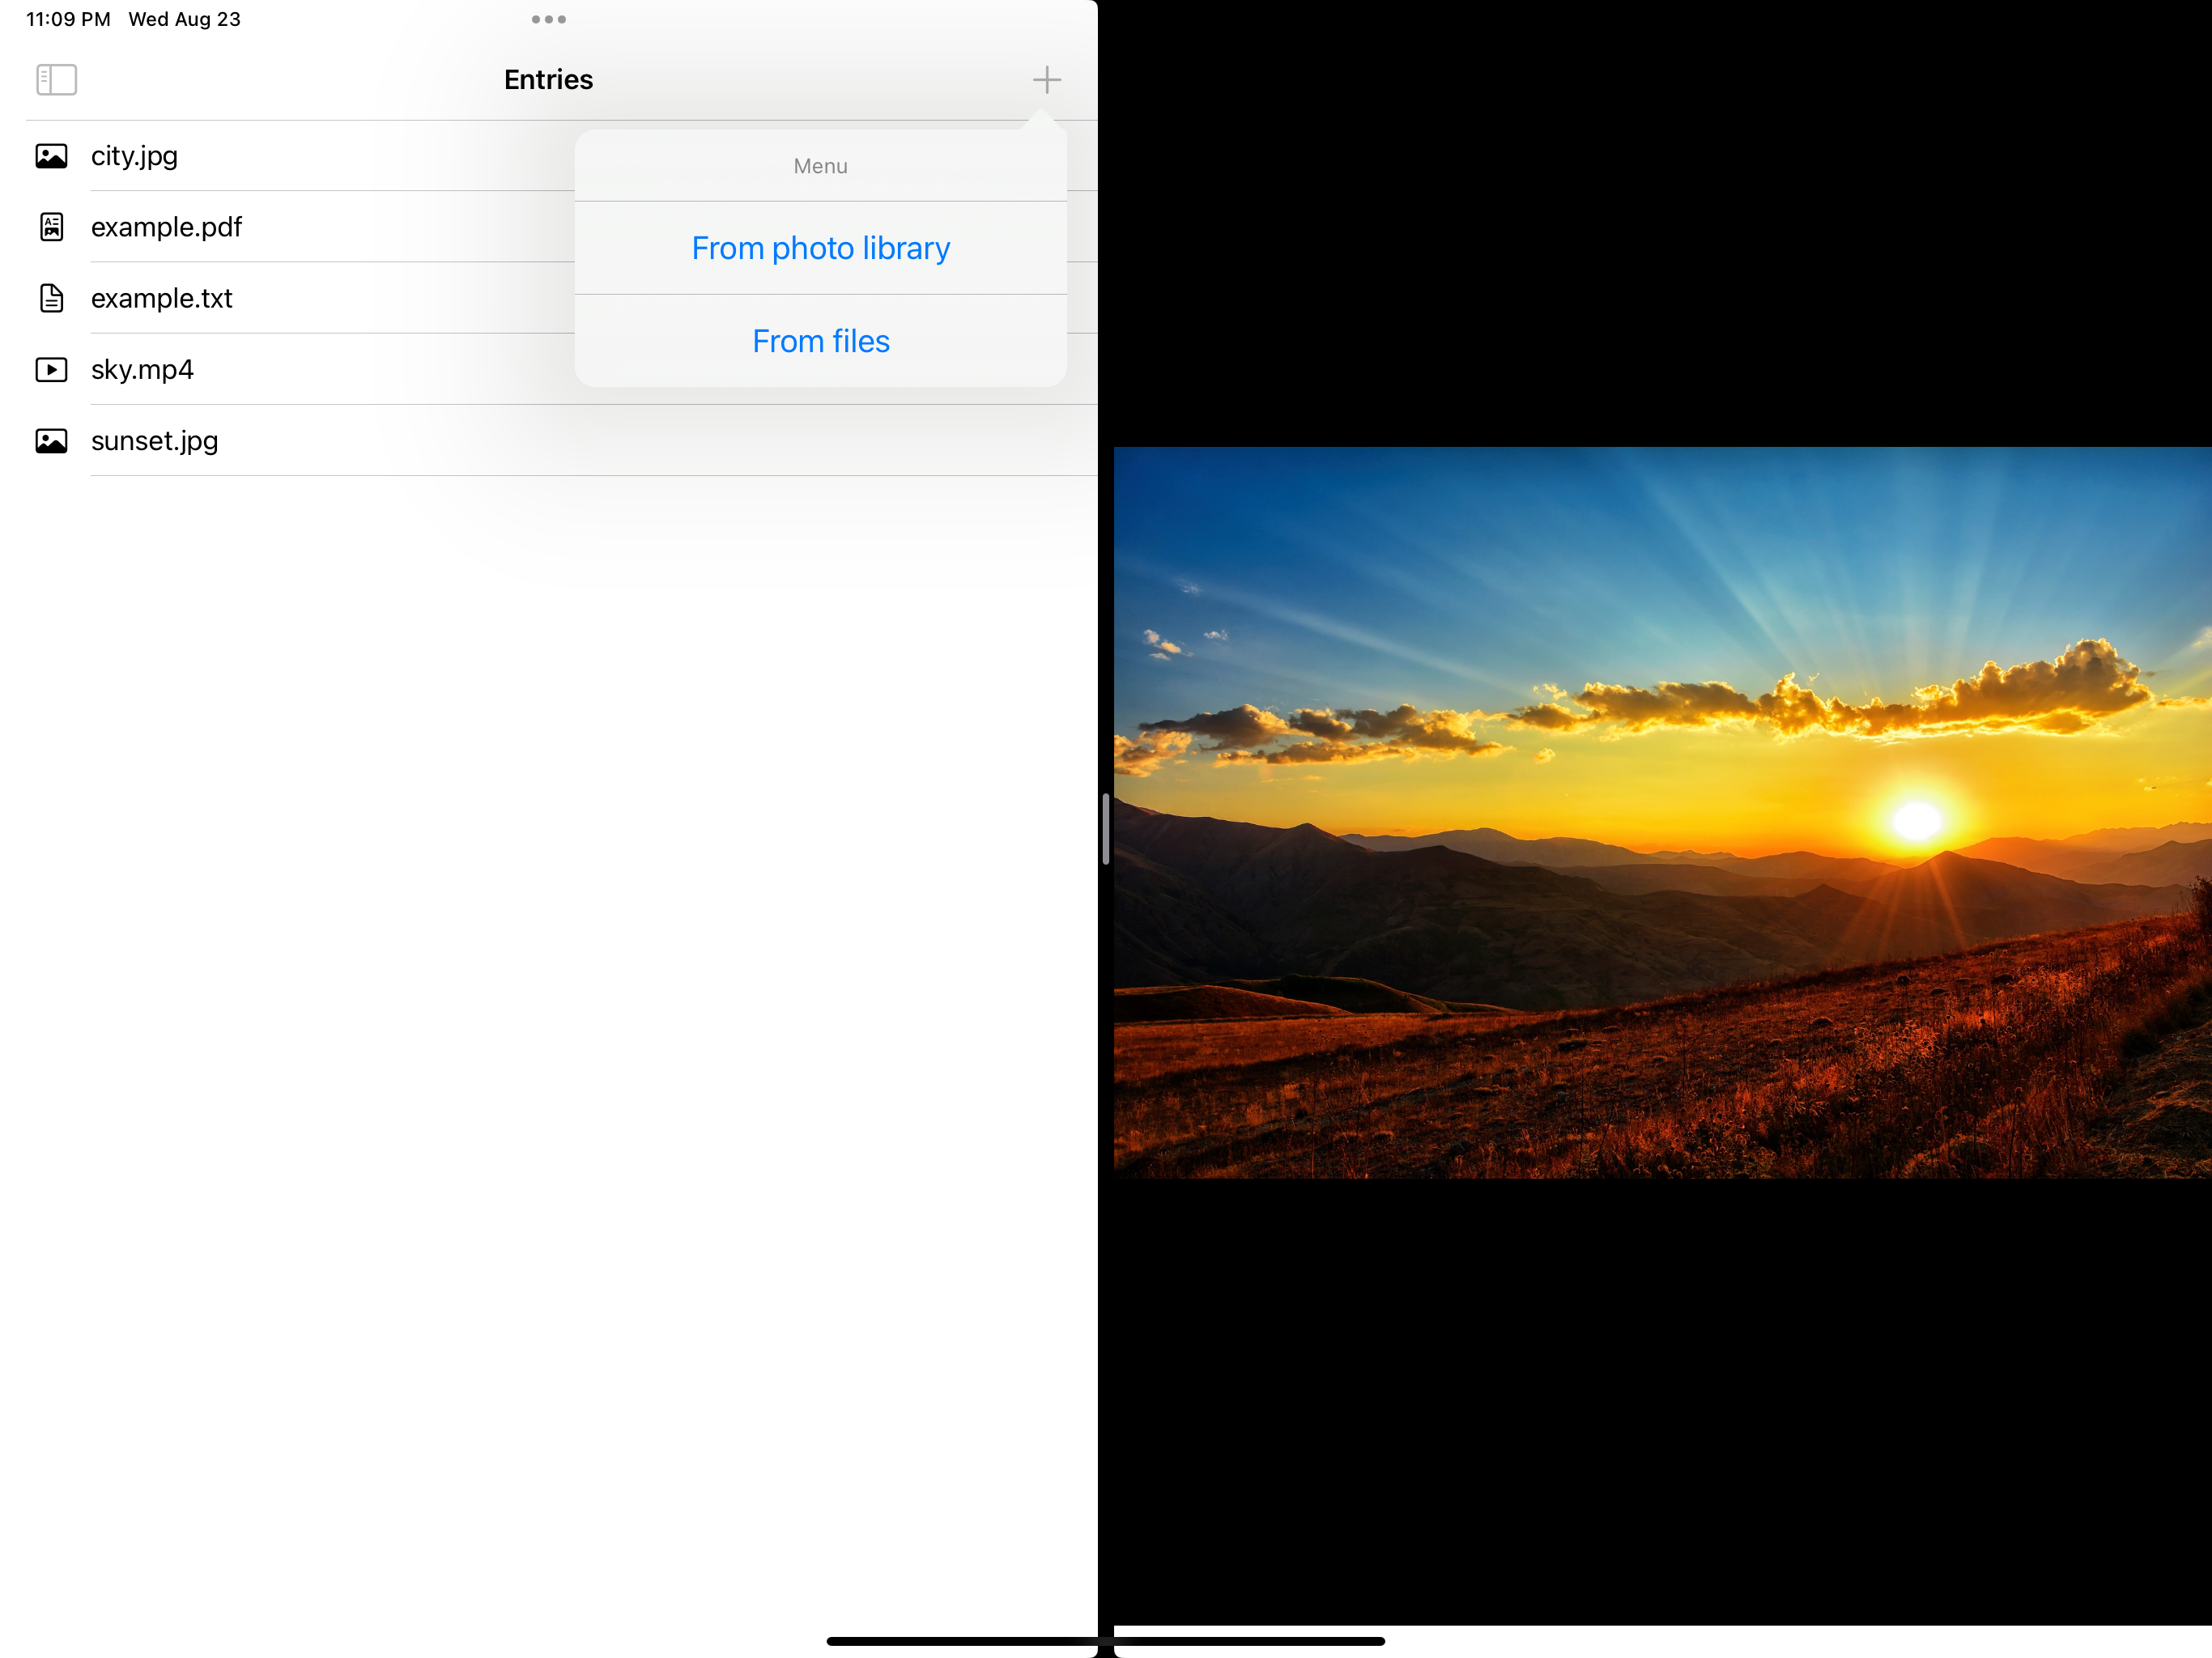 11:09 PM Wed Aug 23
Entries
Menu
From photo library
From files
city.jpg
example.pdf
example.txt
sky.mp4
sunset.jpg